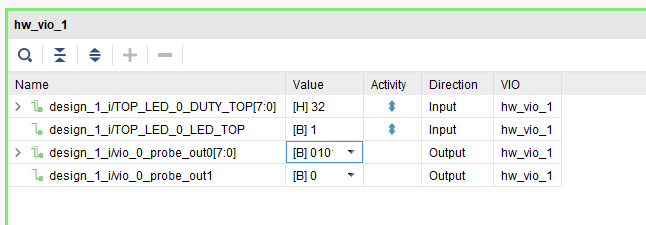 hw_vio_1
Name Value Activity Direction VIO
design_1_i/TOP_LED_0_DUTY_TOP[7:0] [H] 32 Input hw_vio_1
design_1_i/TOP_LED_0_LED_TOP [B] 1 Input hw_vio_1
design_1_i/vio_0_probe_out0[7:0] [B] 010 Output hw_vio_1
design_1_i/vio_0_probe_out1 [B] 0 Output hw_vio_1